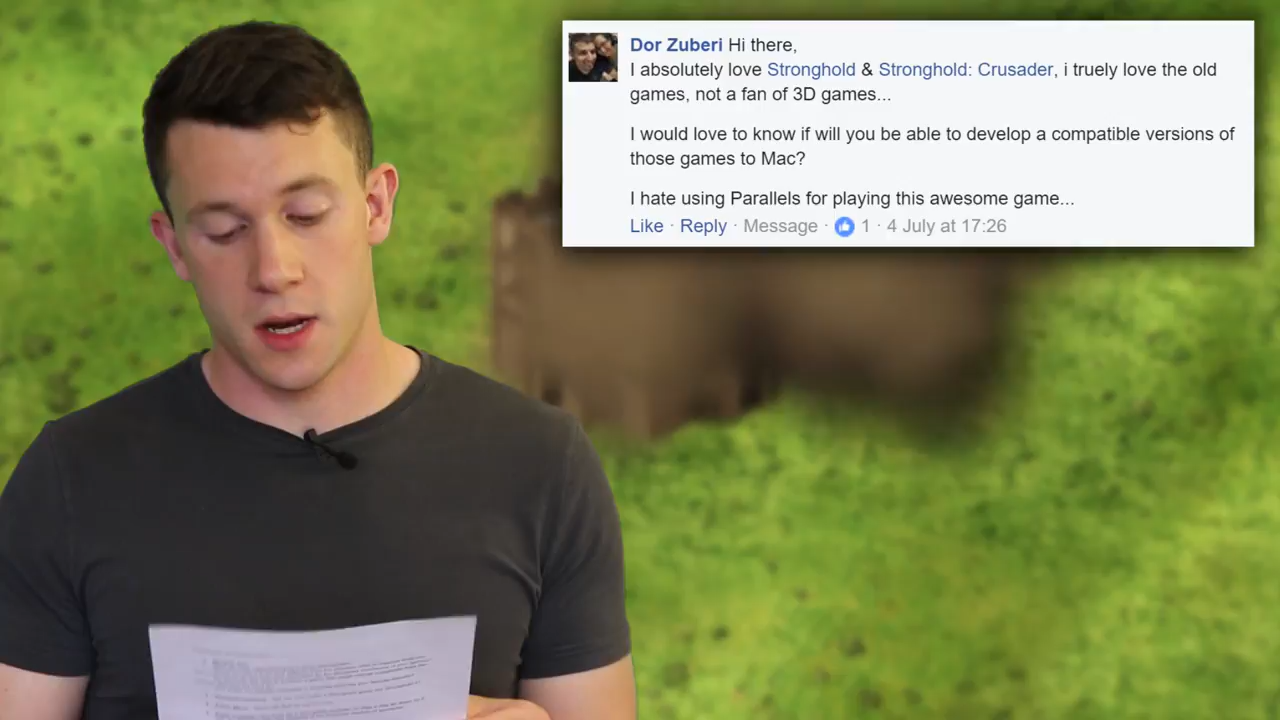 Dor Zuberi Hi there,
I absolutely love Stronghold & Stronghold: Crusader, i truely love the old
games, not a fan of 3D games...
I would love to know if will you be able to develop a compatible versions of
those games to Mac?
I hate using Parallels for playing this awesome game...
Like · Reply · Message · 1 · 4 July at 17:26